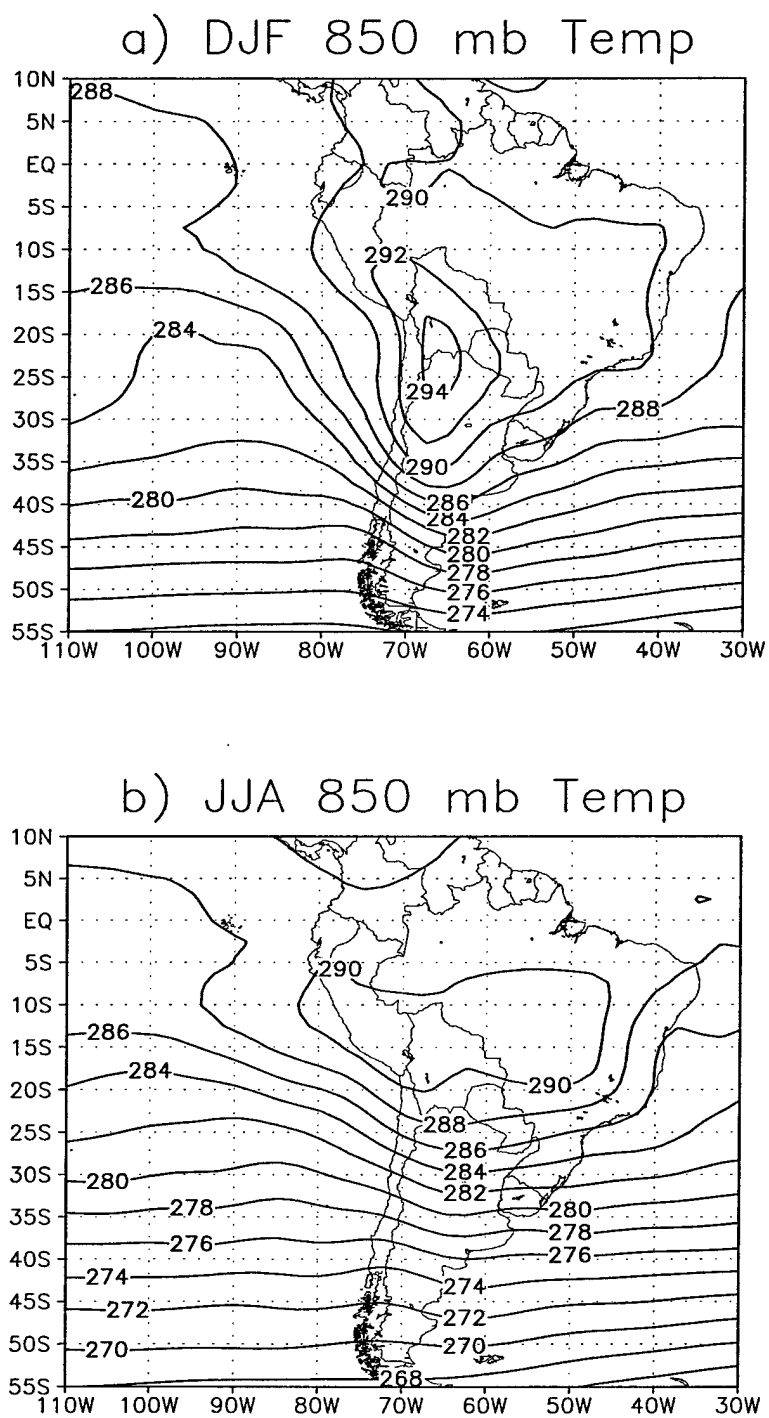 a) DJF 850 mb Temp
10N
288
5N
EQ
290
5S
10S
292
15S
286
20S
284
25S
294
30S
288
35S
290
40S
280
286
284
45S
282
280
50S
278
276
55S
274
110W 100W 90W 80W 70W 60W 50W 40W 30W
b) JJA 850 mb Temp
10N
5N
EQ
5S
290
10S
15S
286
20S
284
290
25S
288
286
30S
280
284
282
35S
278
280
278
40S
276
276
45S
274
274
272
272
50S
270
270
55S
268
110W 100W 90W 80W 70W 60W 50W 40W 30W